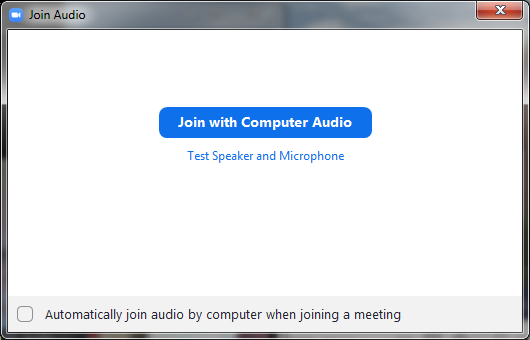 Join Audio
Join with Computer Audio
Test Speaker and Microphone
Automatically join audio by computer when joining a meeting